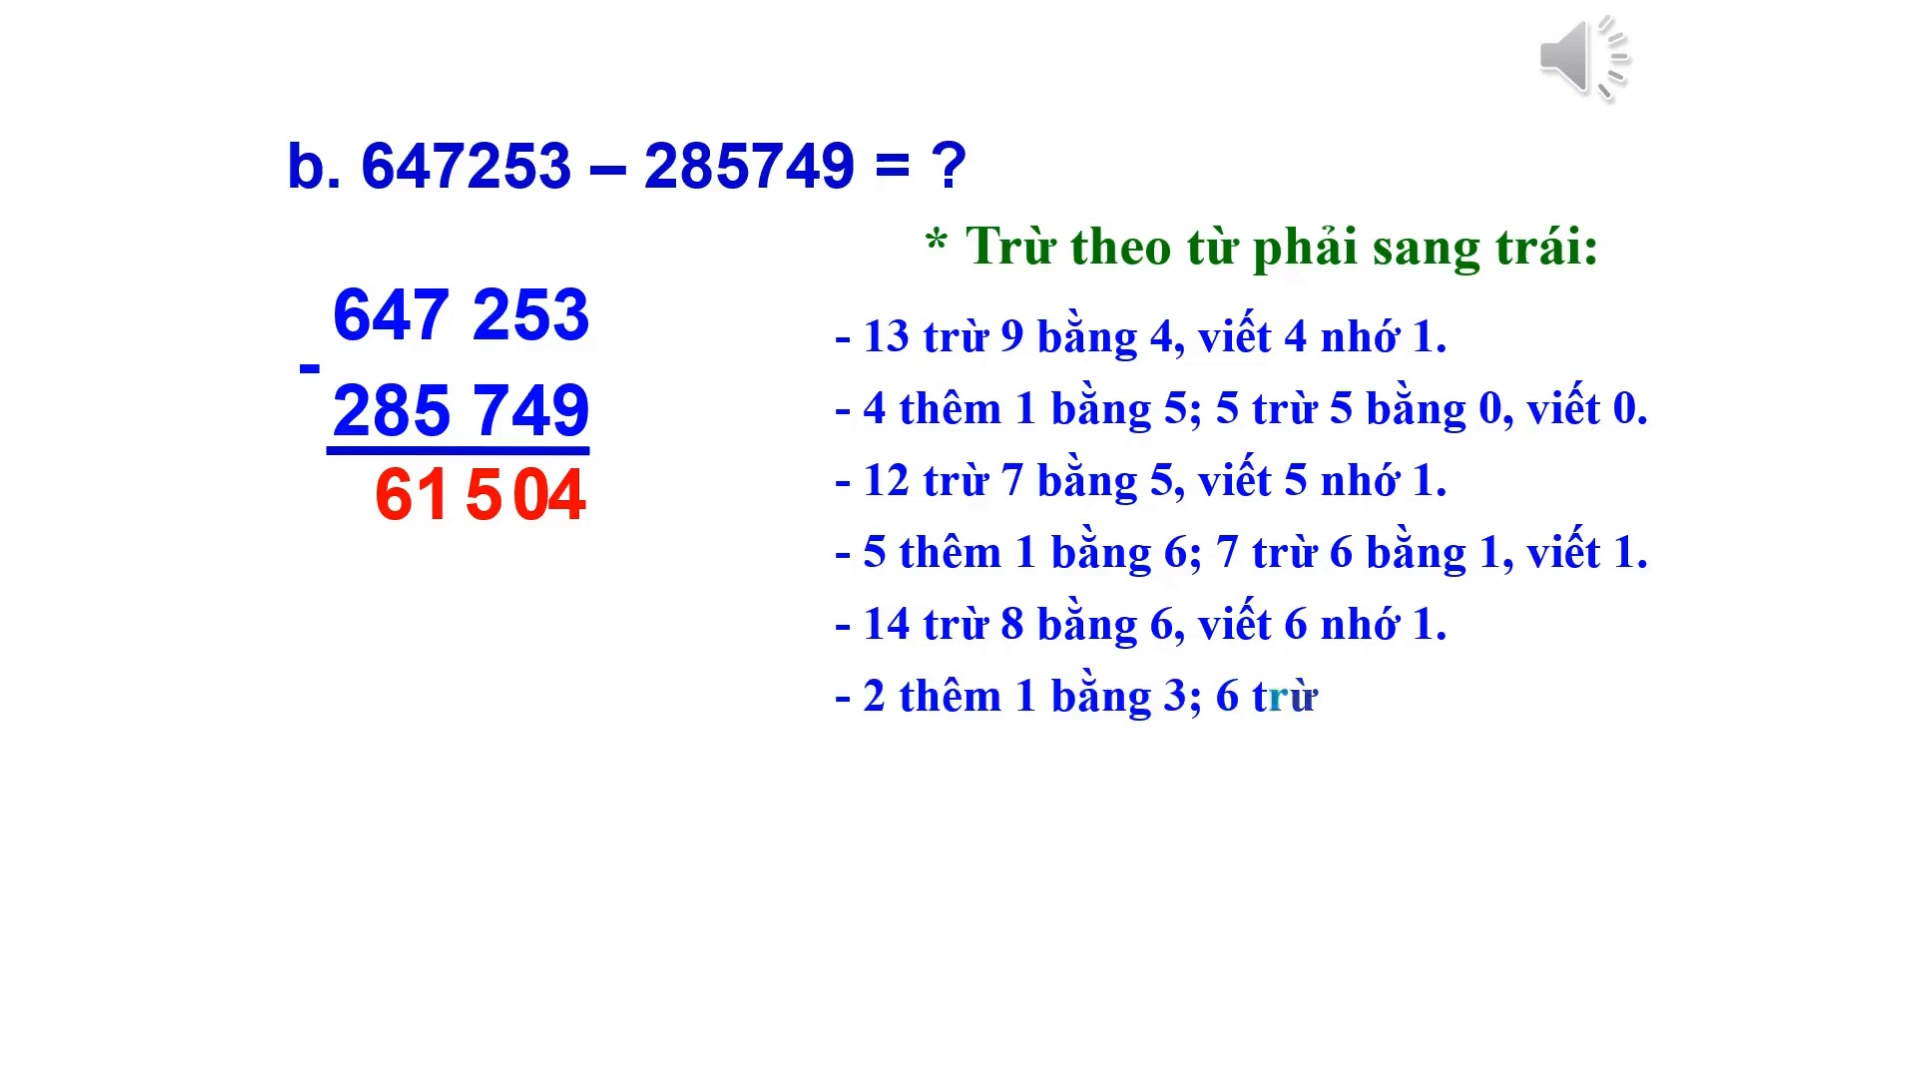 b. 647253 – 285749 = ?
* Trừ theo từ phải sang trái:
647 253
-
285 749
61 504
- 13 trừ 9 bằng 4, viết 4 nhớ 1.
- 4 thêm 1 bằng 5; 5 trừ 5 bằng 0, viết 0.
- 12 trừ 7 bằng 5, viết 5 nhớ 1.
- 5 thêm 1 bằng 6; 7 trừ 6 bằng 1, viết 1.
- 14 trừ 8 bằng 6, viết 6 nhớ 1.
- 2 thêm 1 bằng 3; 6 trừ